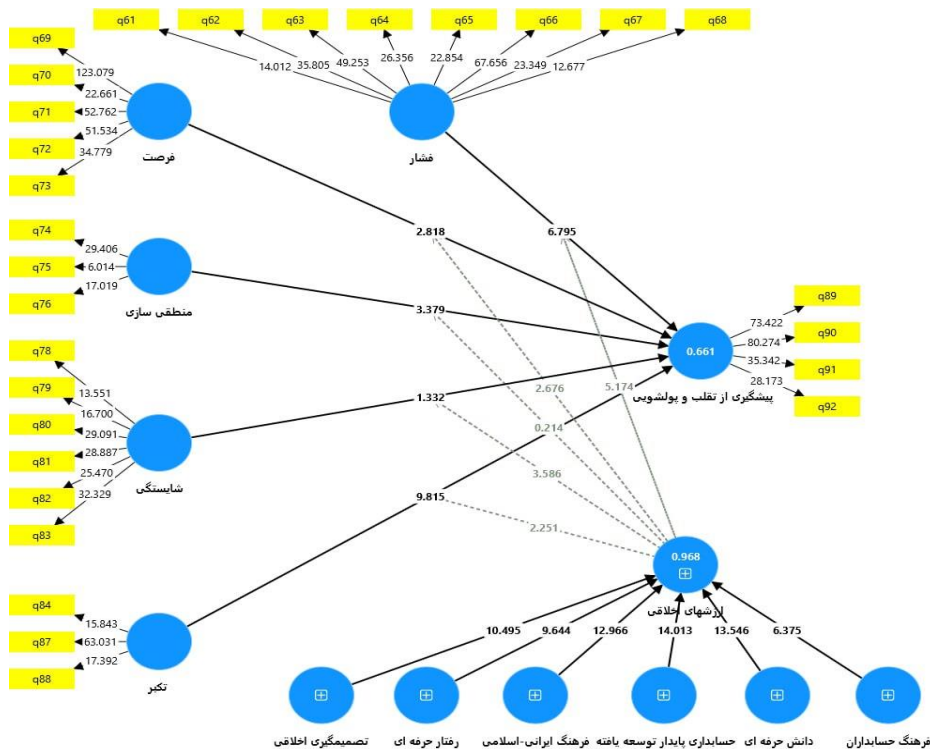 q61
q62
q63
q64
q65
q66
q67
q68
14.012
35.805
49.253
26.356
22.854
67.656
23.349
12.677
فشار
q69
q70
q71
q72
q73
123.079
22.661
52.762
51.534
34.779
فرصت
q74
q75
q76
29.406
6.014
17.019
منطقی سازی
q78
q79
q80
q81
q82
q83
13.551
16.700
29.091
28.887
25.470
32.329
شایستگی
q84
q87
q88
15.843
63.031
17.392
تکبر
2.818
6.795
3.379
1.332
9.815
2.676
5.174
0.214
3.586
2.251
0.661
پیشگیری از تقلب و پولشویی
q89
q90
q91
q92
73.422
80.274
35.342
28.173
0.968
ارزشهای اخلاقی
10.495
9.644
12.966
14.013
13.546
6.375
تصمیمگیری اخلاقی
رفتار حرفه ای
فرهنگ ایرانی-اسلامی
حسابداری پایدار توسعه یافته
دانش حرفه ای
فرهنگ حسابداران